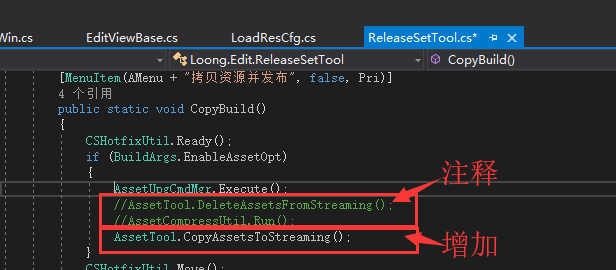 Win.cs EditViewBase.cs LoadResCfg.cs ReleaseSetTool.cs*
Loong.Edit.ReleaseSetTool CopyBuild()
[MenuItem(AMenu + "拷贝资源并发布", false, Pri)]
4 个引用
public static void CopyBuild()
{
CSHotfixUtil.Ready();
if (BuildArgs.EnableAssetOpt)
{
AssetUpgCmdMgr.Execute();
注释
//AssetTool.DeleteAssetsFromStreaming();
//AssetCompressUtil.Run();
AssetTool.CopyAssetsToStreaming();
增加
}
CSHotfixUtil.Move();